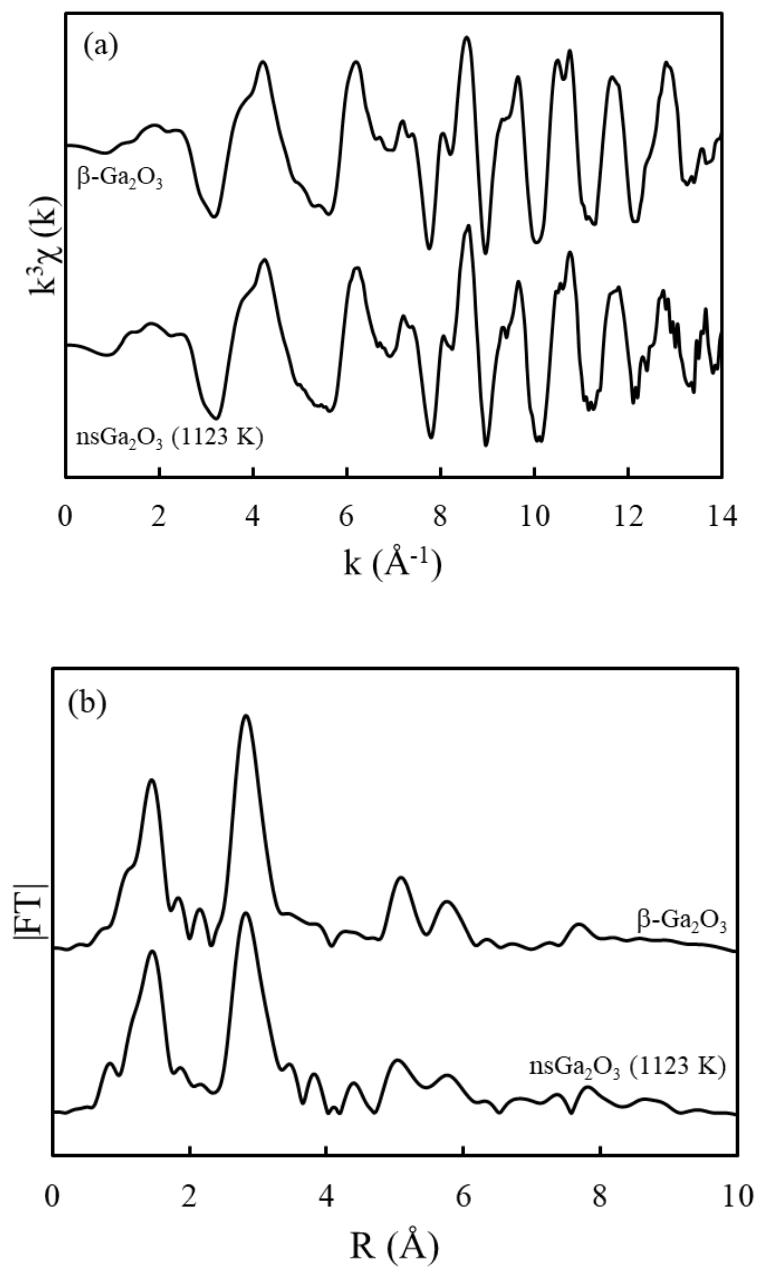 (a)
β-Ga₂O₃
k³χ (k)
nsGa₂O₃ (1123 K)
0 2 4 6 8 10 12 14
k (Å⁻¹)
(b)
|FT|
β-Ga₂O₃
nsGa₂O₃ (1123 K)
0 2 4 6 8 10
R (Å)